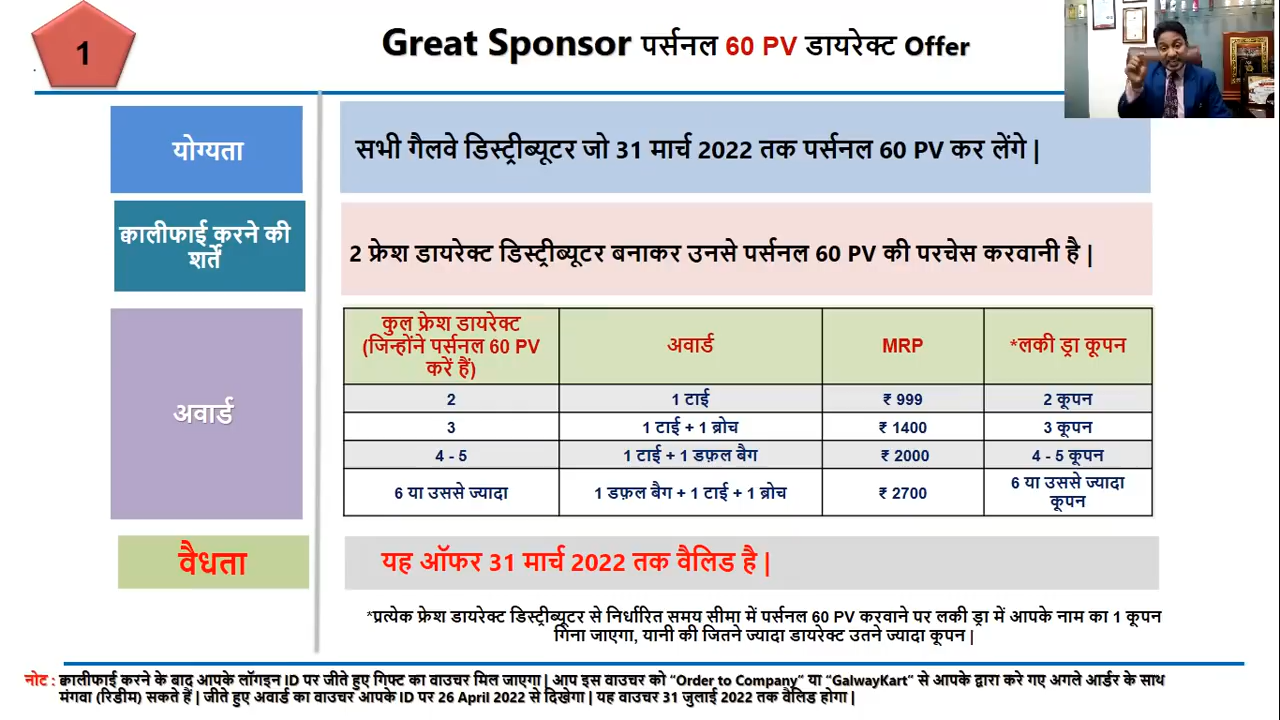 1
Great Sponsor पर्सनल 60 PV डायरेक्ट Offer
योग्यता
सभी गैलवे डिस्ट्रीब्यूटर जो 31 मार्च 2022 तक पर्सनल 60 PV कर लेंगे |
क्वालीफाई करने की
शर्तें
2 फ्रेश डायरेक्ट डिस्ट्रीब्यूटर बनाकर उनसे पर्सनल 60 PV की परचेस करवानी है |
अवार्ड
कुल फ्रेश डायरेक्ट
(जिन्होंने पर्सनल 60 PV
करें हैं)
अवार्ड
MRP
*लकी ड्रा कूपन
2
1 टाई
₹ 999
2 कूपन
3
1 टाई + 1 ब्रोच
₹ 1400
3 कूपन
4 - 5
1 टाई + 1 डफ़ल बैग
₹ 2000
4 - 5 कूपन
6 या उससे ज्यादा
1 डफ़ल बैग + 1 टाई + 1 ब्रोच
₹ 2700
6 या उससे ज्यादा
कूपन
वैधता
यह ऑफर 31 मार्च 2022 तक वैलिड है |
*प्रत्येक फ्रेश डायरेक्ट डिस्ट्रीब्यूटर से निर्धारित समय सीमा में पर्सनल 60 PV करवाने पर लकी ड्रा में आपके नाम का 1 कूपन
गिना जाएगा, यानी की जितने ज्यादा डायरेक्ट उतने ज्यादा कूपन |
नोट : क्वालीफाई करने के बाद आपके लॉगइन ID पर जीते हुए गिफ्ट का वाउचर मिल जाएगा | आप इस वाउचर को "Order to Company" या "GalwayKart" से आपके द्वारा करे गए अगले आर्डर के साथ
मंगवा (रिडीम) सकते हैं | जीते हुए अवार्ड का वाउचर आपके ID पर 26 April 2022 से दिखेगा | यह वाउचर 31 जुलाई 2022 तक वैलिड होगा |